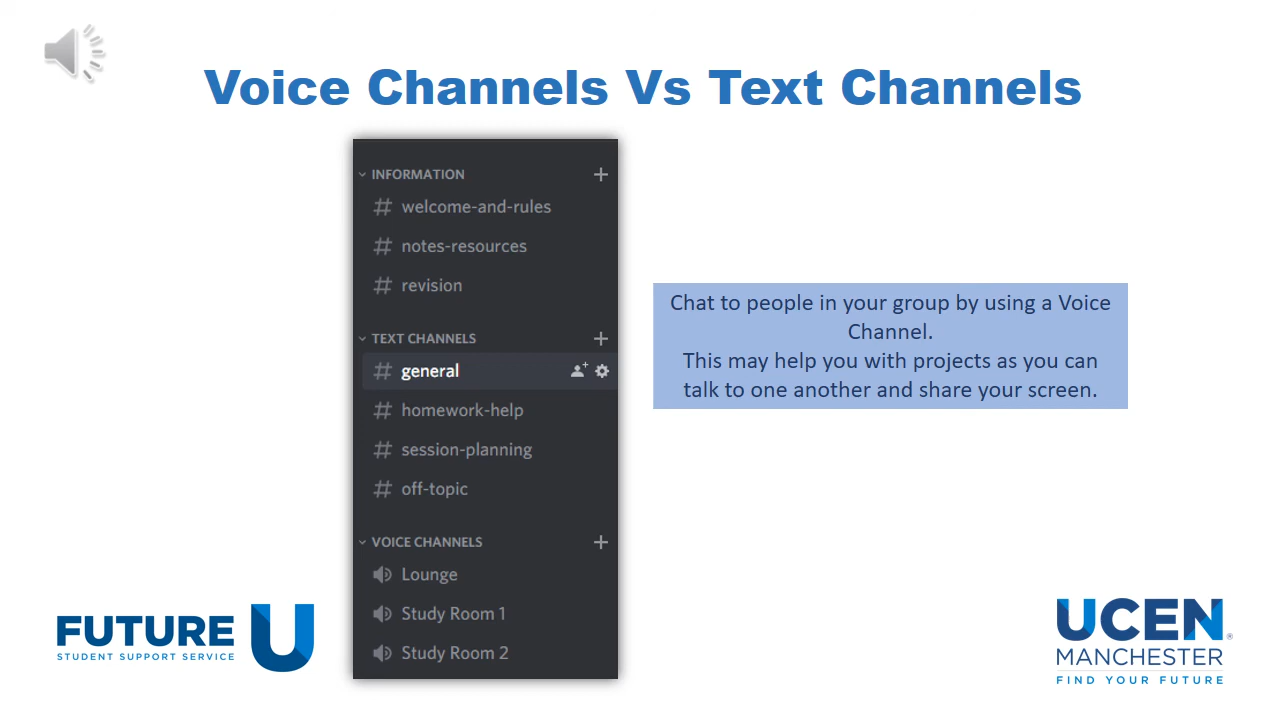 Voice Channels Vs Text Channels
INFORMATION
# welcome-and-rules
# notes-resources
# revision
TEXT CHANNELS
# general
# homework-help
# session-planning
# off-topic
VOICE CHANNELS
Lounge
Study Room 1
Study Room 2
Chat to people in your group by using a Voice
Channel.
This may help you with projects as you can
talk to one another and share your screen.
FUTURE U
STUDENT SUPPORT SERVICE
UCEN®
MANCHESTER
FIND YOUR FUTURE